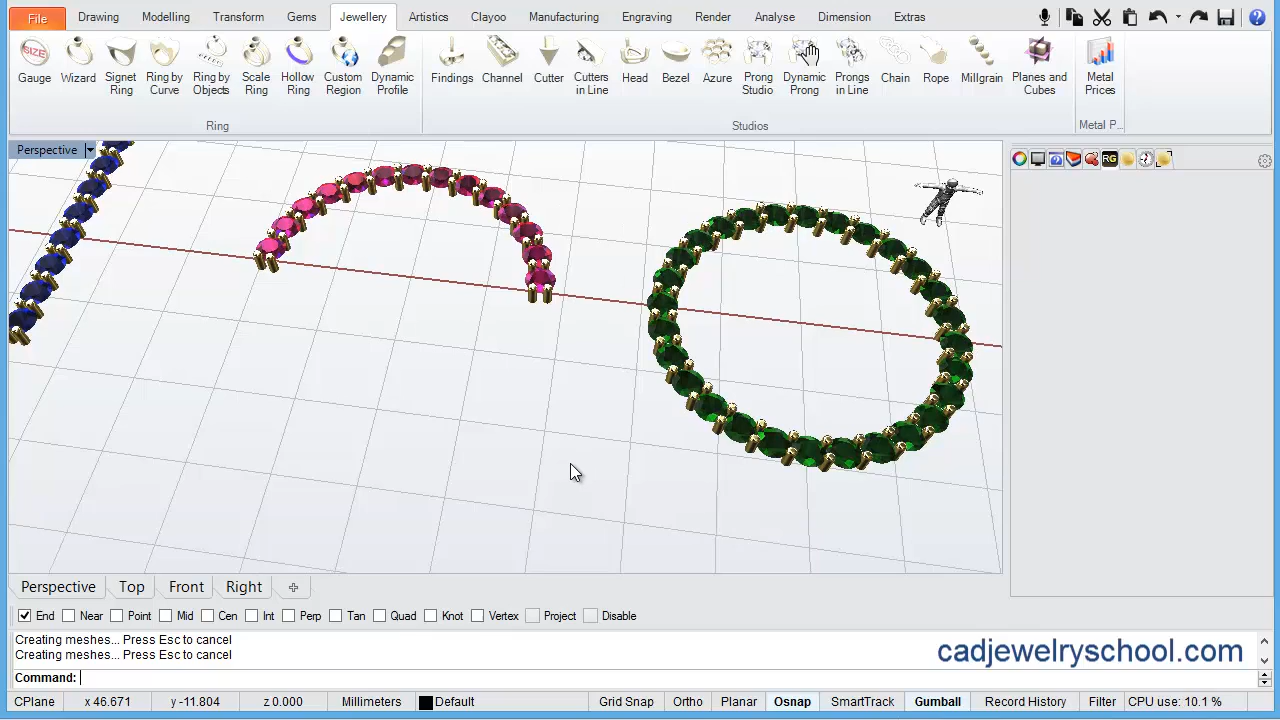 File Drawing Modelling Transform Gems Jewellery Artistics Clayoo Manufacturing Engraving Render Analyse Dimension Extras
SIZE
Gauge Wizard Signet Ring Ring by Curve Ring by Objects Scale Ring Hollow Ring Custom Region Dynamic Profile Findings Channel Cutter Cutters in Line Head Bezel Azure Prong Studio Dynamic Prong Prongs in Line Chain Rope Millgrain Planes and Cubes Metal Prices
Ring Studios Metal P...
Perspective
RG
Perspective Top Front Right
End Near Point Mid Cen Int Perp Tan Quad Knot Vertex Project Disable
Creating meshes... Press Esc to cancel
Creating meshes... Press Esc to cancel
cadjewelryschool.com
Command:
CPlane x 46.671 y -11.804 z 0.000 Millimeters Default Grid Snap Ortho Planar Osnap SmartTrack Gumball Record History Filter CPU use: 10.1 %